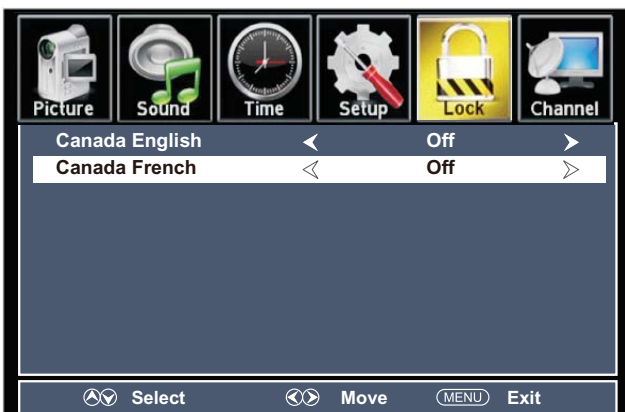 Picture Sound Time Setup Lock Channel
Canada English Off
Canada French Off
Select Move MENU Exit